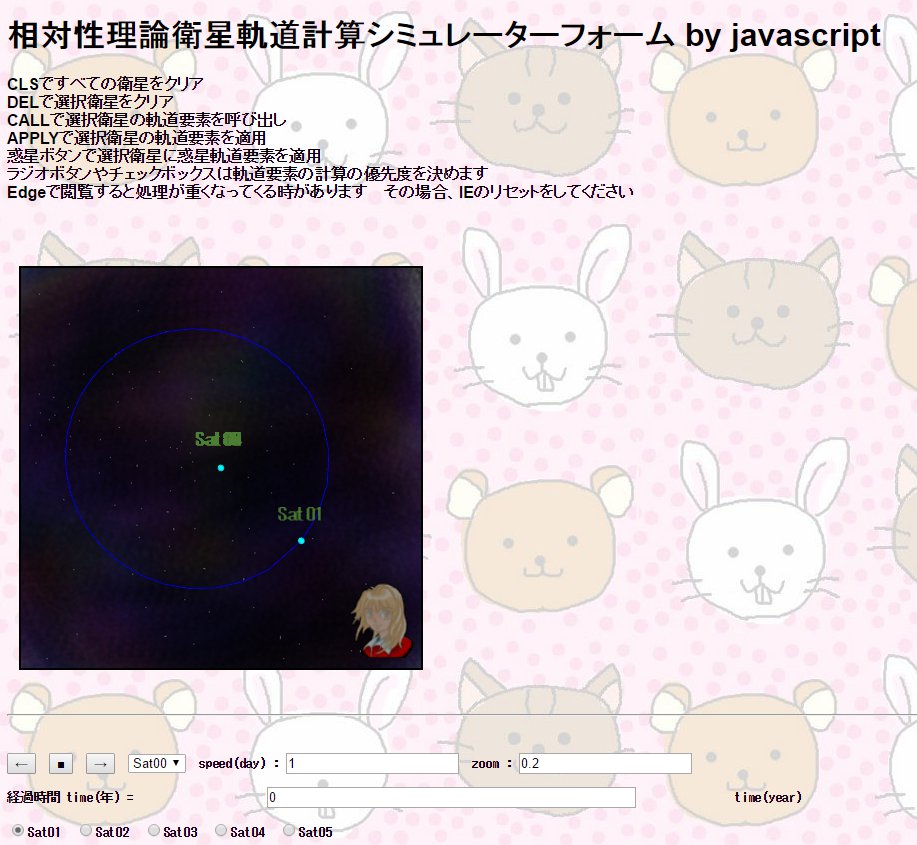 相対性理論衛星軌道計算シミュレーターフォーム by javascript
CLSですべての衛星をクリア
DELで選択衛星をクリア
CALLで選択衛星の軌道要素を呼び出し
APPLYで選択衛星の軌道要素を適用
惑星ボタンで選択衛星に惑星軌道要素を適用
ラジオボタンやチェックボックスは軌道要素の計算の優先度を決めます
Edgeで閲覧すると処理が重くなってくる時があります　その場合、IEのリセットをしてください
Sat
Sat 01
← ■ → Sat00 ▼ speed(day) : 1 zoom : 0.2
経過時間 time(年) = 0 time(year)
Sat01 Sat02 Sat03 Sat04 Sat05